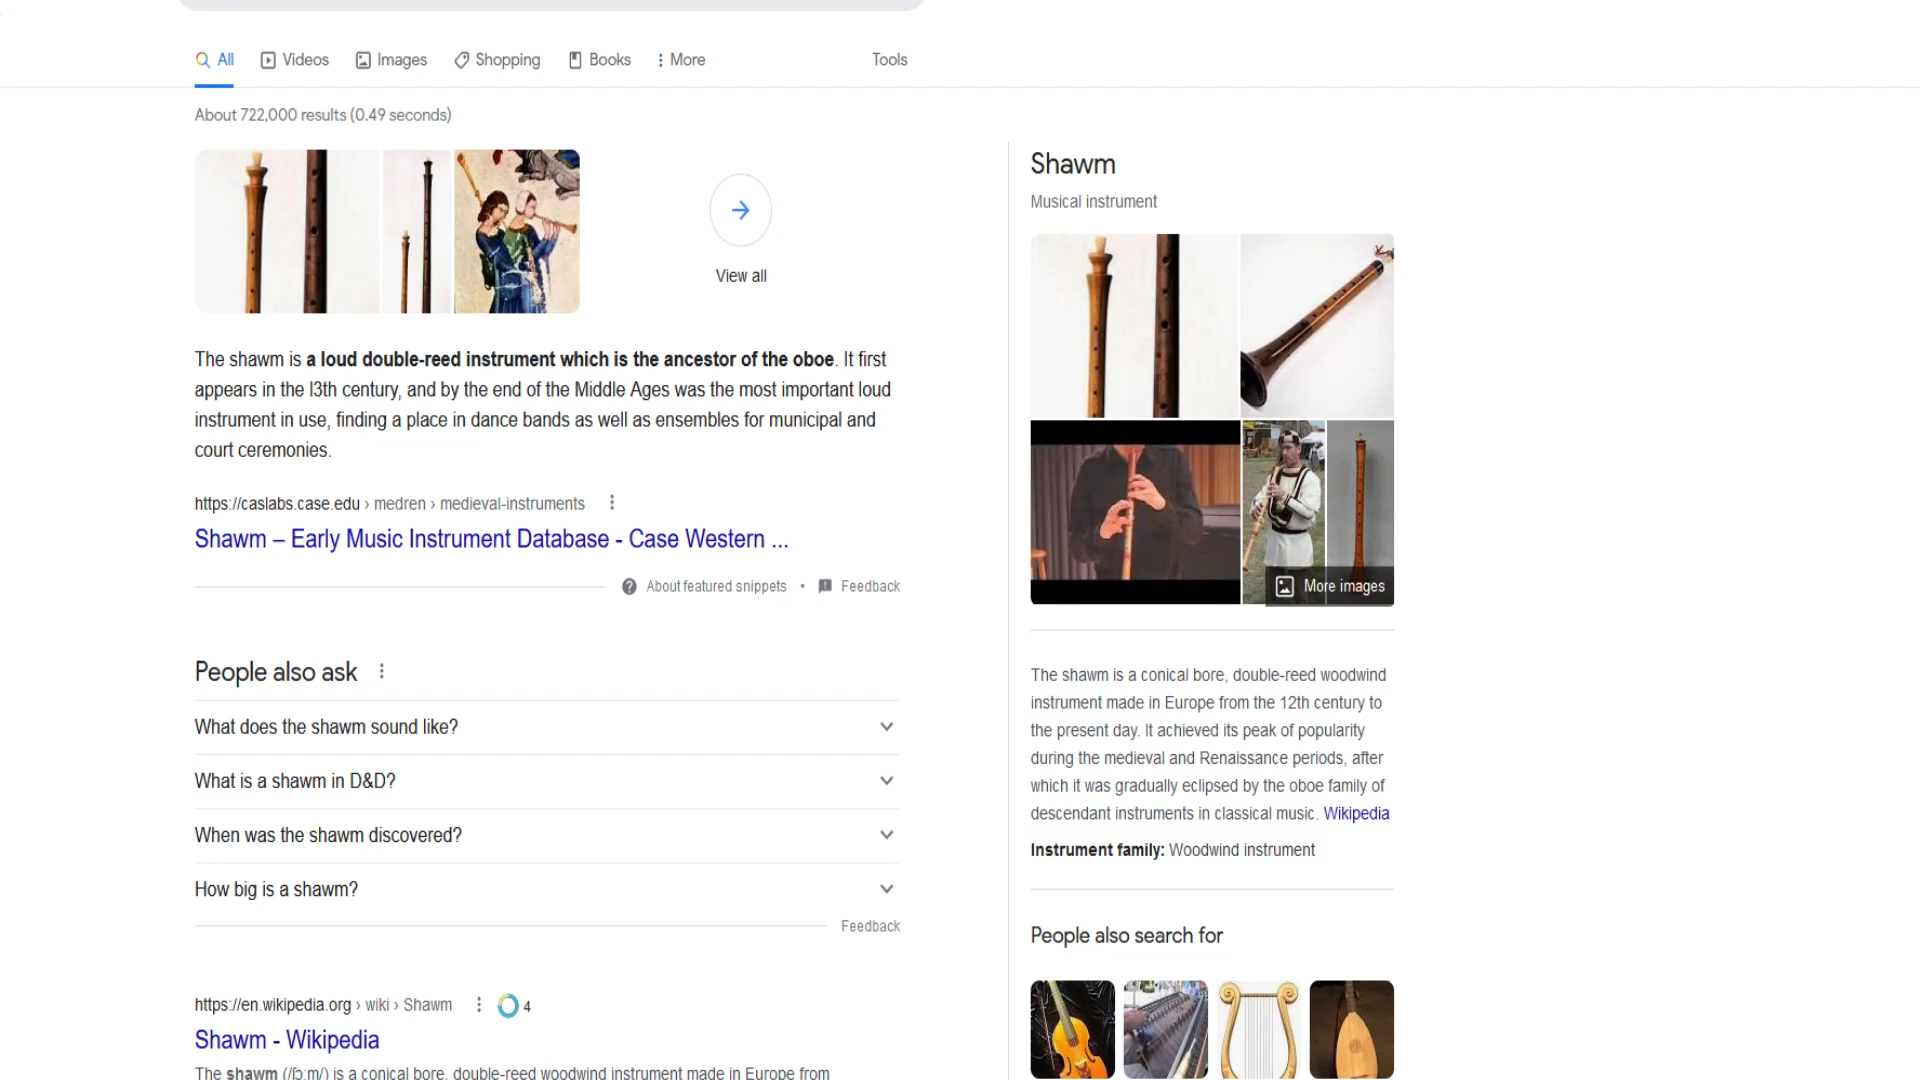 All Videos Images Shopping Books More Tools
About 722,000 results (0.49 seconds)
View all
The shawm is a loud double-reed instrument which is the ancestor of the oboe. It first
appears in the l3th century, and by the end of the Middle Ages was the most important loud
instrument in use, finding a place in dance bands as well as ensembles for municipal and
court ceremonies.
https://caslabs.case.edu › medren › medieval-instruments
Shawm – Early Music Instrument Database - Case Western ...
About featured snippets • Feedback
People also ask
What does the shawm sound like?
What is a shawm in D&D?
When was the shawm discovered?
How big is a shawm?
Feedback
https://en.wikipedia.org › wiki › Shawm 4
Shawm - Wikipedia
The shawm (/ʃɔːm/) is a conical bore, double-reed woodwind instrument made in Europe from
Shawm
Musical instrument
More images
The shawm is a conical bore, double-reed woodwind
instrument made in Europe from the 12th century to
the present day. It achieved its peak of popularity
during the medieval and Renaissance periods, after
which it was gradually eclipsed by the oboe family of
descendant instruments in classical music. Wikipedia
Instrument family: Woodwind instrument
People also search for